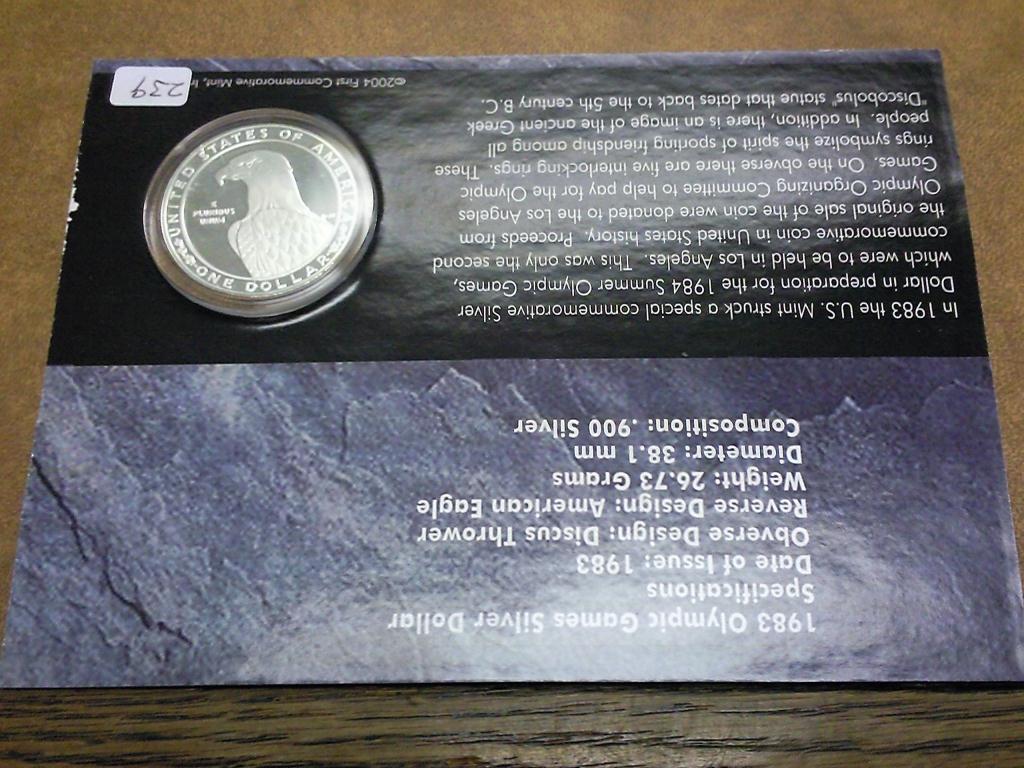 1983 Olympic Games Silver Dollar
Specifications
Date of Issue: 1983
Obverse Design: Discus Thrower
Reverse Design: American Eagle
Weight: 26.73 Grams
Diameter: 38.1 mm
Composition: .900 Silver
In 1983 the U.S. Mint struck a special commemorative Silver
Dollar in preparation for the 1984 Summer Olympic Games,
which were to be held in Los Angeles. This was only the second
commemorative coin in United States history. Proceeds from
the original sale of the coin were donated to the Los Angeles
Olympic Organizing Committee to help pay for the Olympic
Games. On the obverse there are five interlocking rings. These
rings symbolize the spirit of sporting friendship among all
people. In addition, there is an image of the ancient Greek
"Discobolus" statue that dates back to the 5th century B.C.
©2004 First Commemorative Mint,
239
UNITED STATES OF AMERICA
E
PLURIBUS
UNUM
ONE DOLLAR